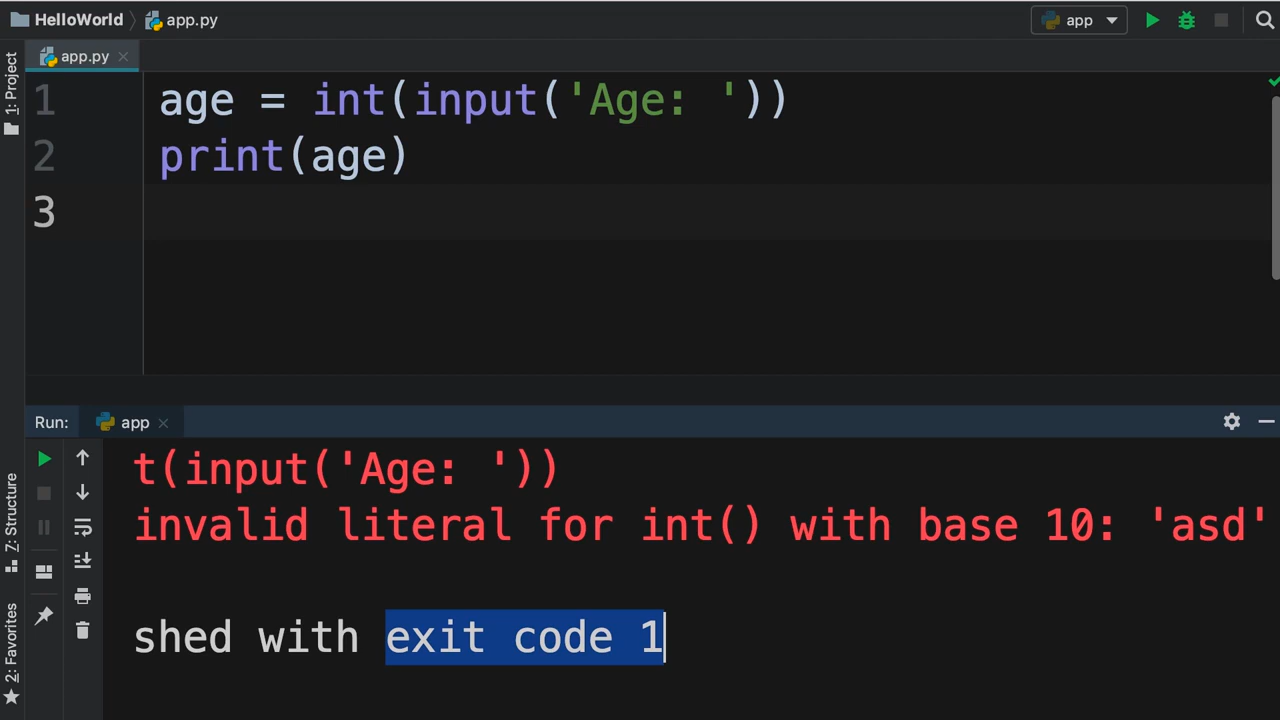 HelloWorld app.py
app
app.py
1: Project
1 age = int(input('Age: '))
2 print(age)
3
Run: app
t(input('Age: '))
invalid literal for int() with base 10: 'asd'
shed with exit code 1
7: Structure
2: Favorites